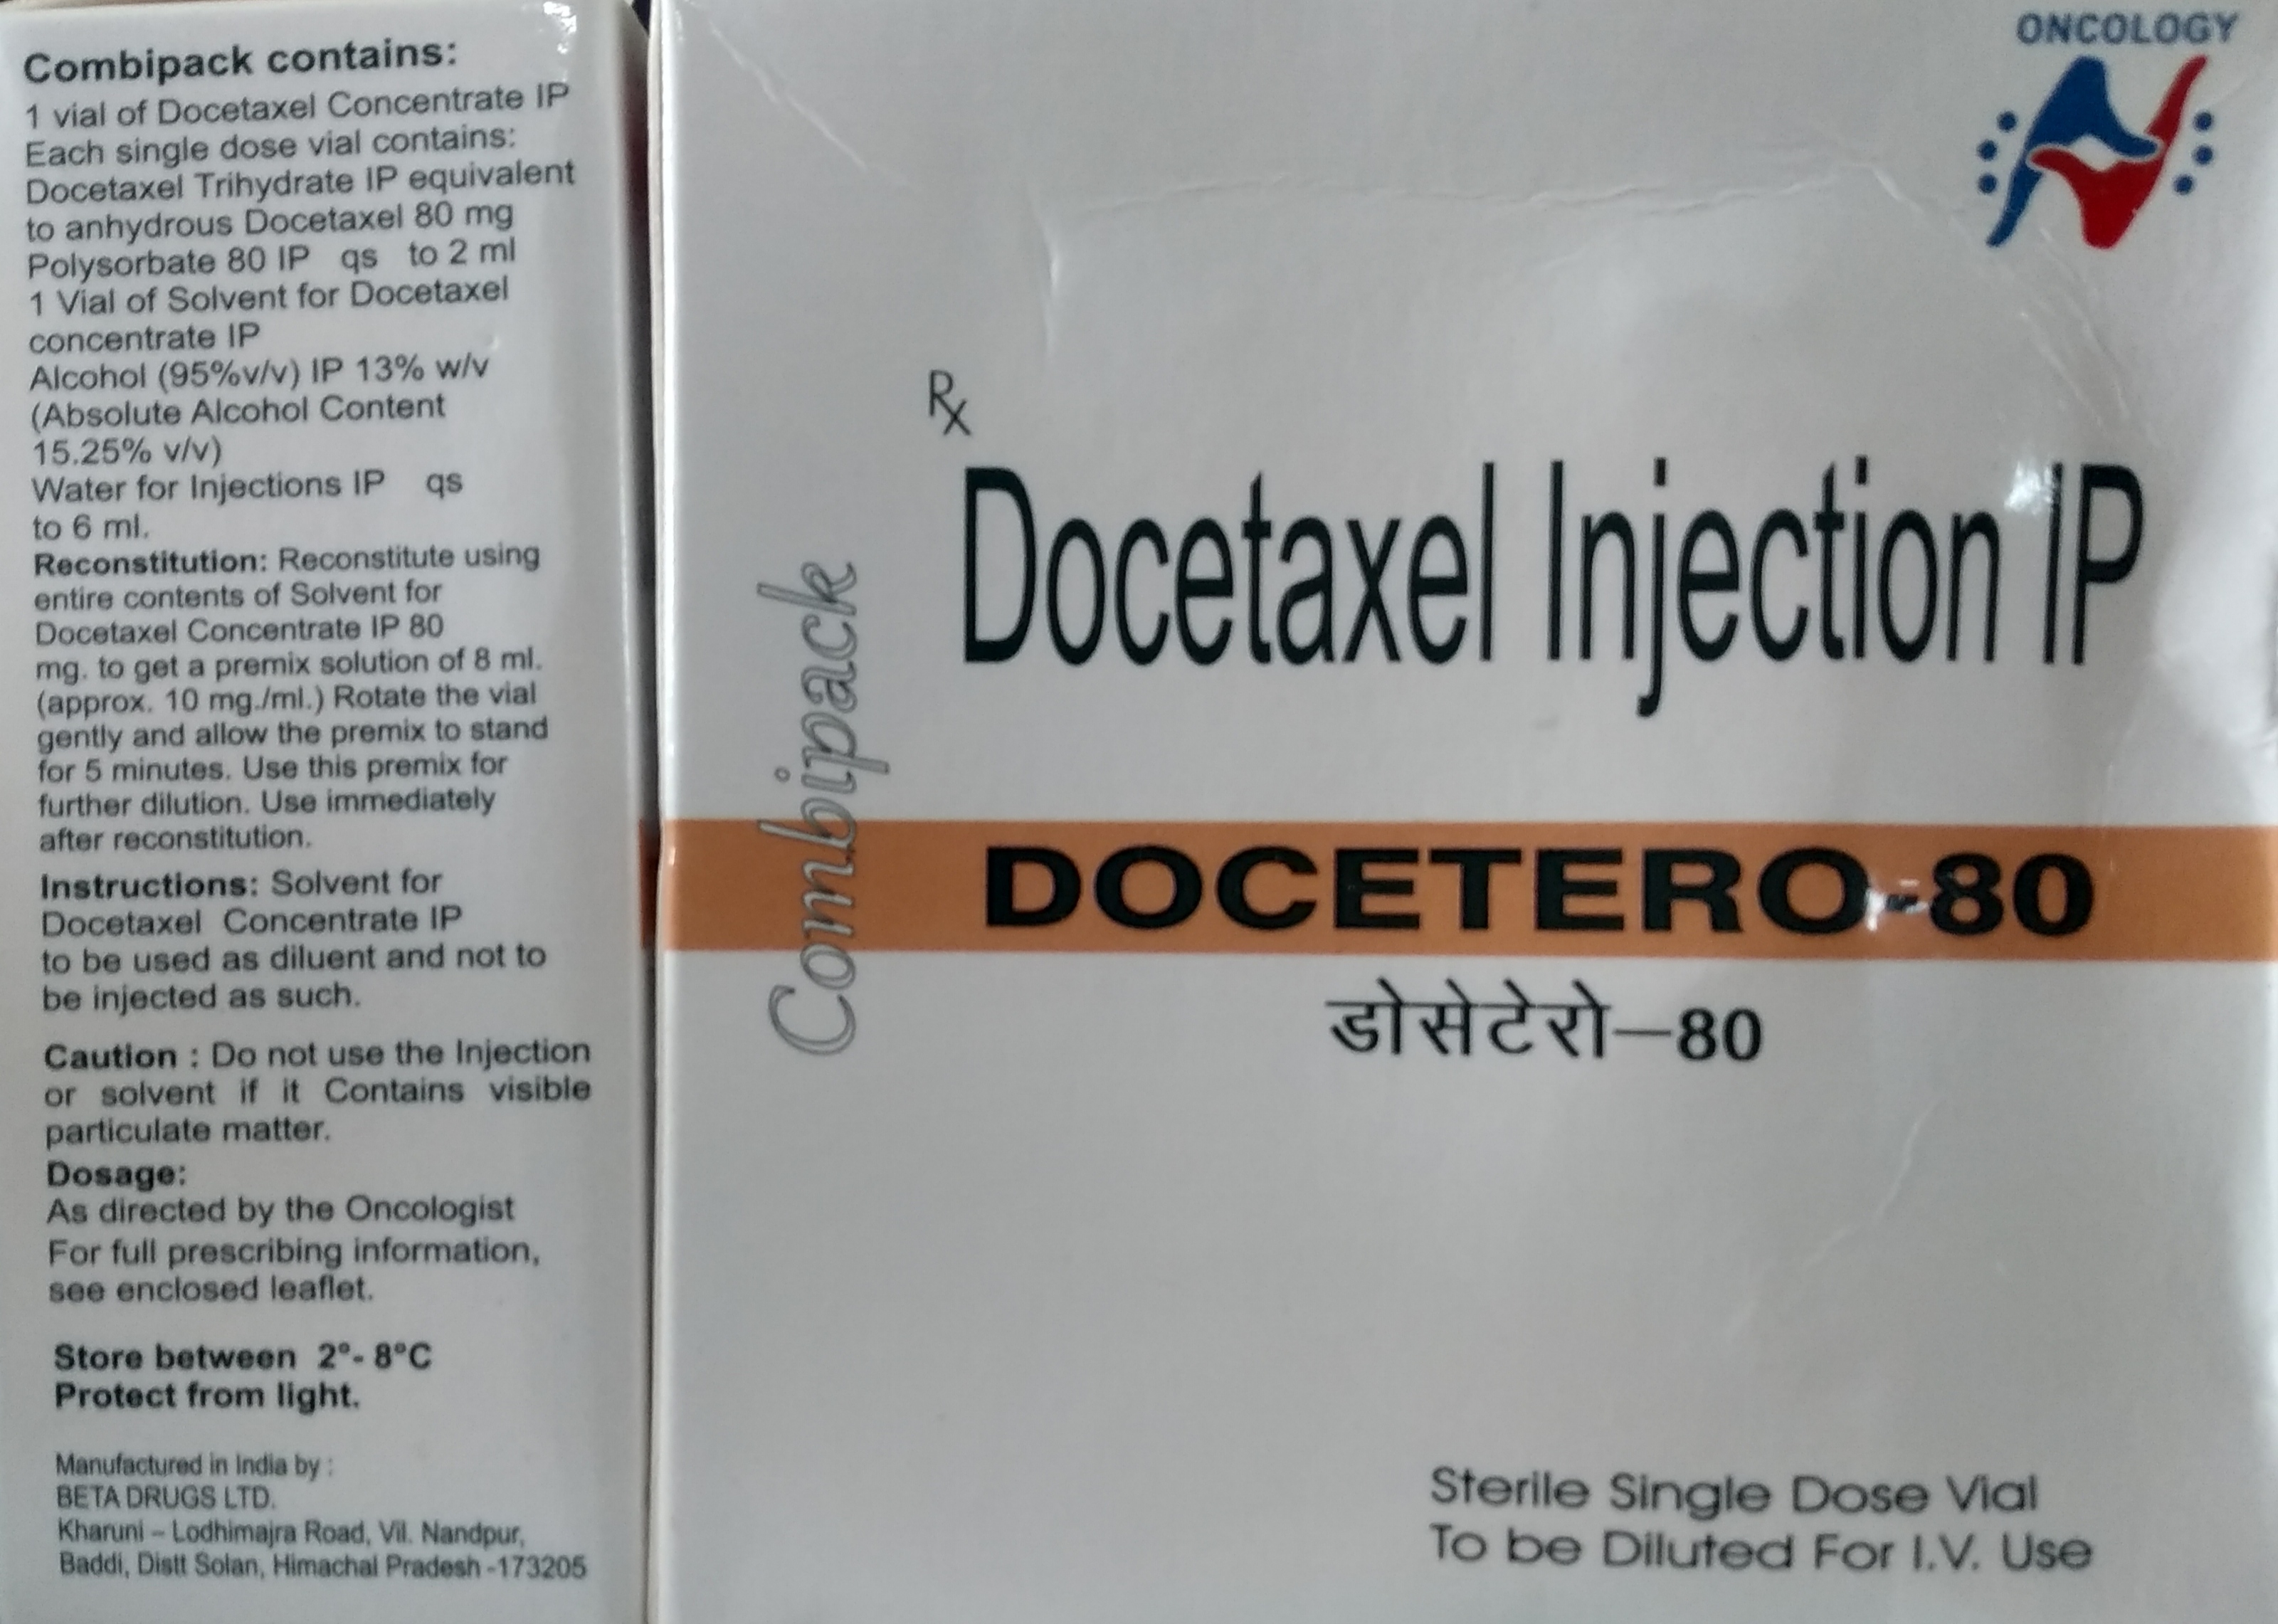 Combipack contains:
1 vial of Docetaxel Concentrate IP
Each single dose vial contains:
Docetaxel Trihydrate IP equivalent
to anhydrous Docetaxel 80 mg
Polysorbate 80 IP qs to 2 ml
1 Vial of Solvent for Docetaxel
concentrate IP
Alcohol (95%v/v) IP 13% w/v
(Absolute Alcohol Content
15.25% v/v)
Water for Injections IP qs
to 6 ml.
Reconstitution: Reconstitute using
entire contents of Solvent for
Docetaxel Concentrate IP 80
mg. to get a premix solution of 8 ml.
(approx. 10 mg./ml.) Rotate the vial
gently and allow the premix to stand
for 5 minutes. Use this premix for
further dilution. Use immediately
after reconstitution.
Instructions: Solvent for
Docetaxel Concentrate IP
to be used as diluent and not to
be injected as such.
Caution : Do not use the Injection
or solvent if it Contains visible
particulate matter.
Dosage:
As directed by the Oncologist
For full prescribing information,
see enclosed leaflet.
Store between 2°- 8°C
Protect from light.
Manufactured in India by :
BETA DRUGS LTD.
Kharuni – Lodhimajra Road, Vil. Nandpur,
Baddi, Distt Solan, Himachal Pradesh -173205
ONCOLOGY
Rx
Docetaxel Injection IP
Combipack
DOCETERO-80
डोसेटेरो–80
Sterile Single Dose Vial
To be Diluted For I.V. Use